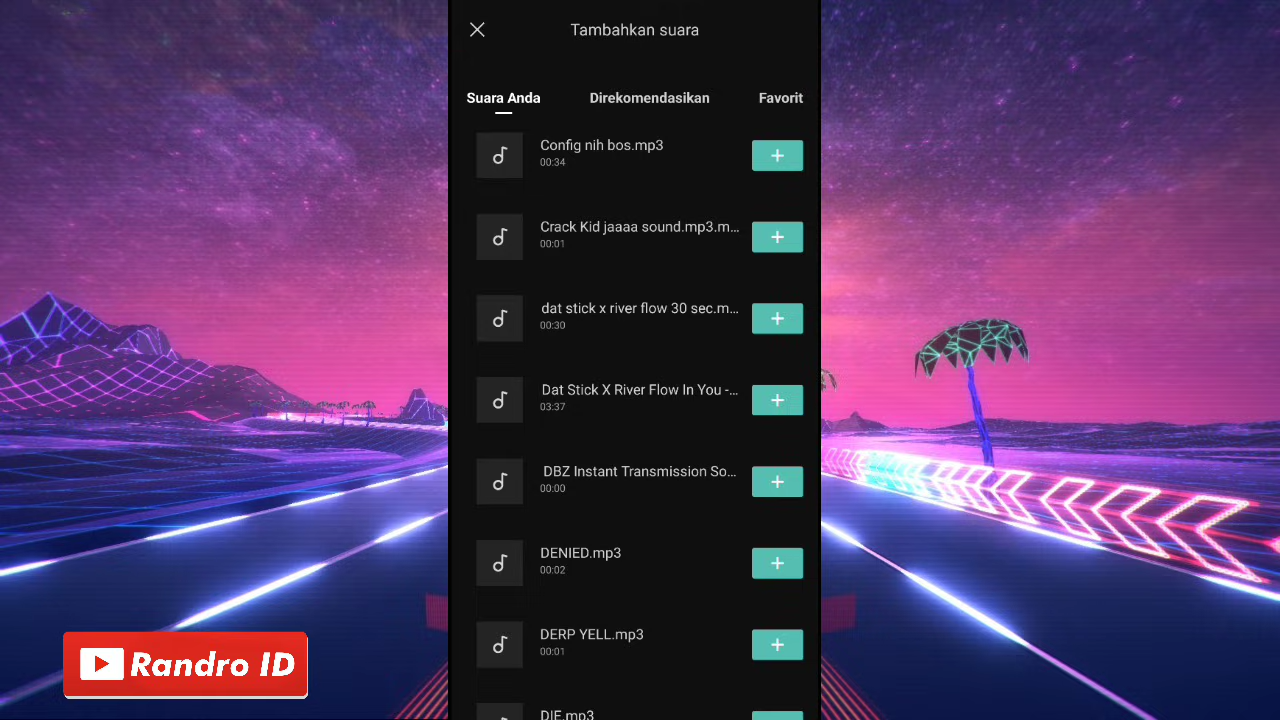 Tambahkan suara
Suara Anda Direkomendasikan Favorit
Config nih bos.mp3
00:34
Crack Kid jaaaa sound.mp3.m...
00:01
dat stick x river flow 30 sec.m...
00:30
Dat Stick X River Flow In You -...
03:37
DBZ Instant Transmission So...
00:00
DENIED.mp3
00:02
DERP YELL.mp3
00:01
DIE.mp3
Randro ID